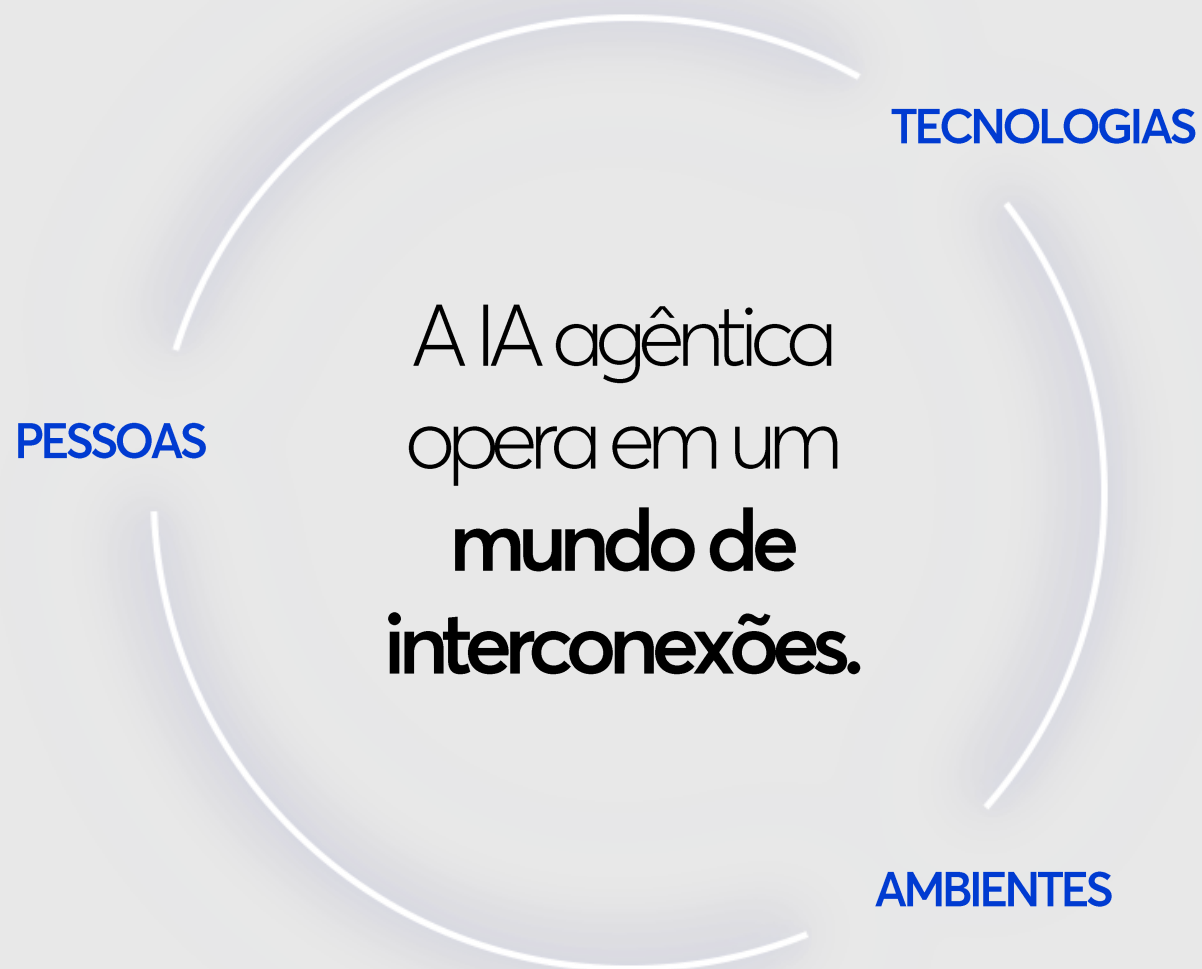 TECNOLOGIAS
A IA agêntica
opera em um
PESSOAS
mundo de
interconexões.
AMBIENTES